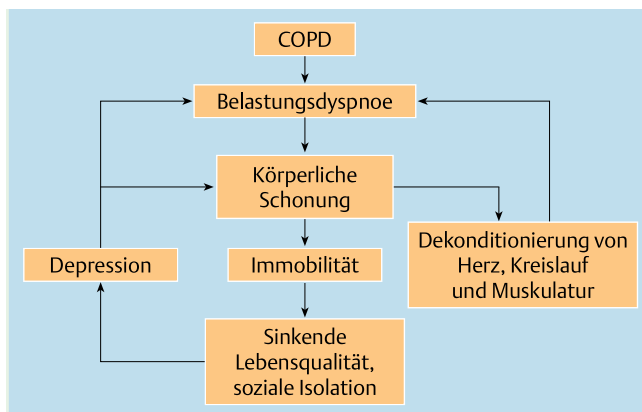 COPD
Belastungsdyspnoe
Körperliche
Schonung
Dekonditionierung von
Herz, Kreislauf
und Muskulatur
Depression
Immobilität
Sinkende
Lebensqualität,
soziale Isolation